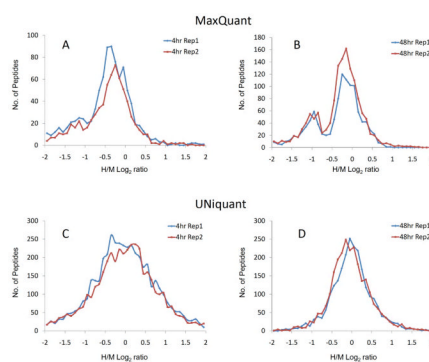 MaxQuant
A
4hr Rep1
4hr Rep2
No. of Peptides
100
80
60
40
20
0
-2 -1.5 -1 -0.5 0 0.5 1 1.5 2
H/M Log2 ratio
B
48hr Rep1
48hr Rep2
No. of Peptides
180
160
140
120
100
80
60
40
20
0
-2 -1.5 -1 -0.5 0 0.5 1 1.5
H/M Log2 ratio
UNiquant
C
4hr Rep1
4hr Rep2
No. of Peptides
300
250
200
150
100
50
0
-2 -1.5 -1 -0.5 0 0.5 1 1.5 2
H/M Log2 ratio
D
48hr Rep1
48hr Rep2
No. of Peptides
300
250
200
150
100
50
0
-2 -1.5 -1 -0.5 0 0.5 1 1.5
H/M Log2 ratio